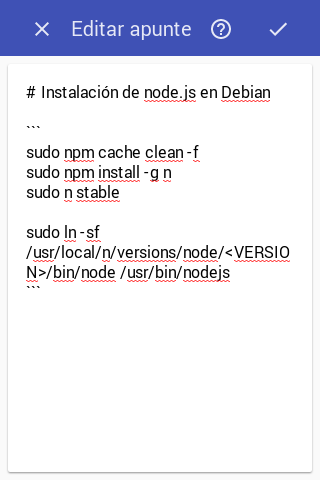 Editar apunte
# Instalación de node.js en Debian
```
sudo npm cache clean -f
sudo npm install -g n
sudo n stable
sudo ln -sf
/usr/local/n/versions/node/<VERSIO
N>/bin/node /usr/bin/nodejs
```